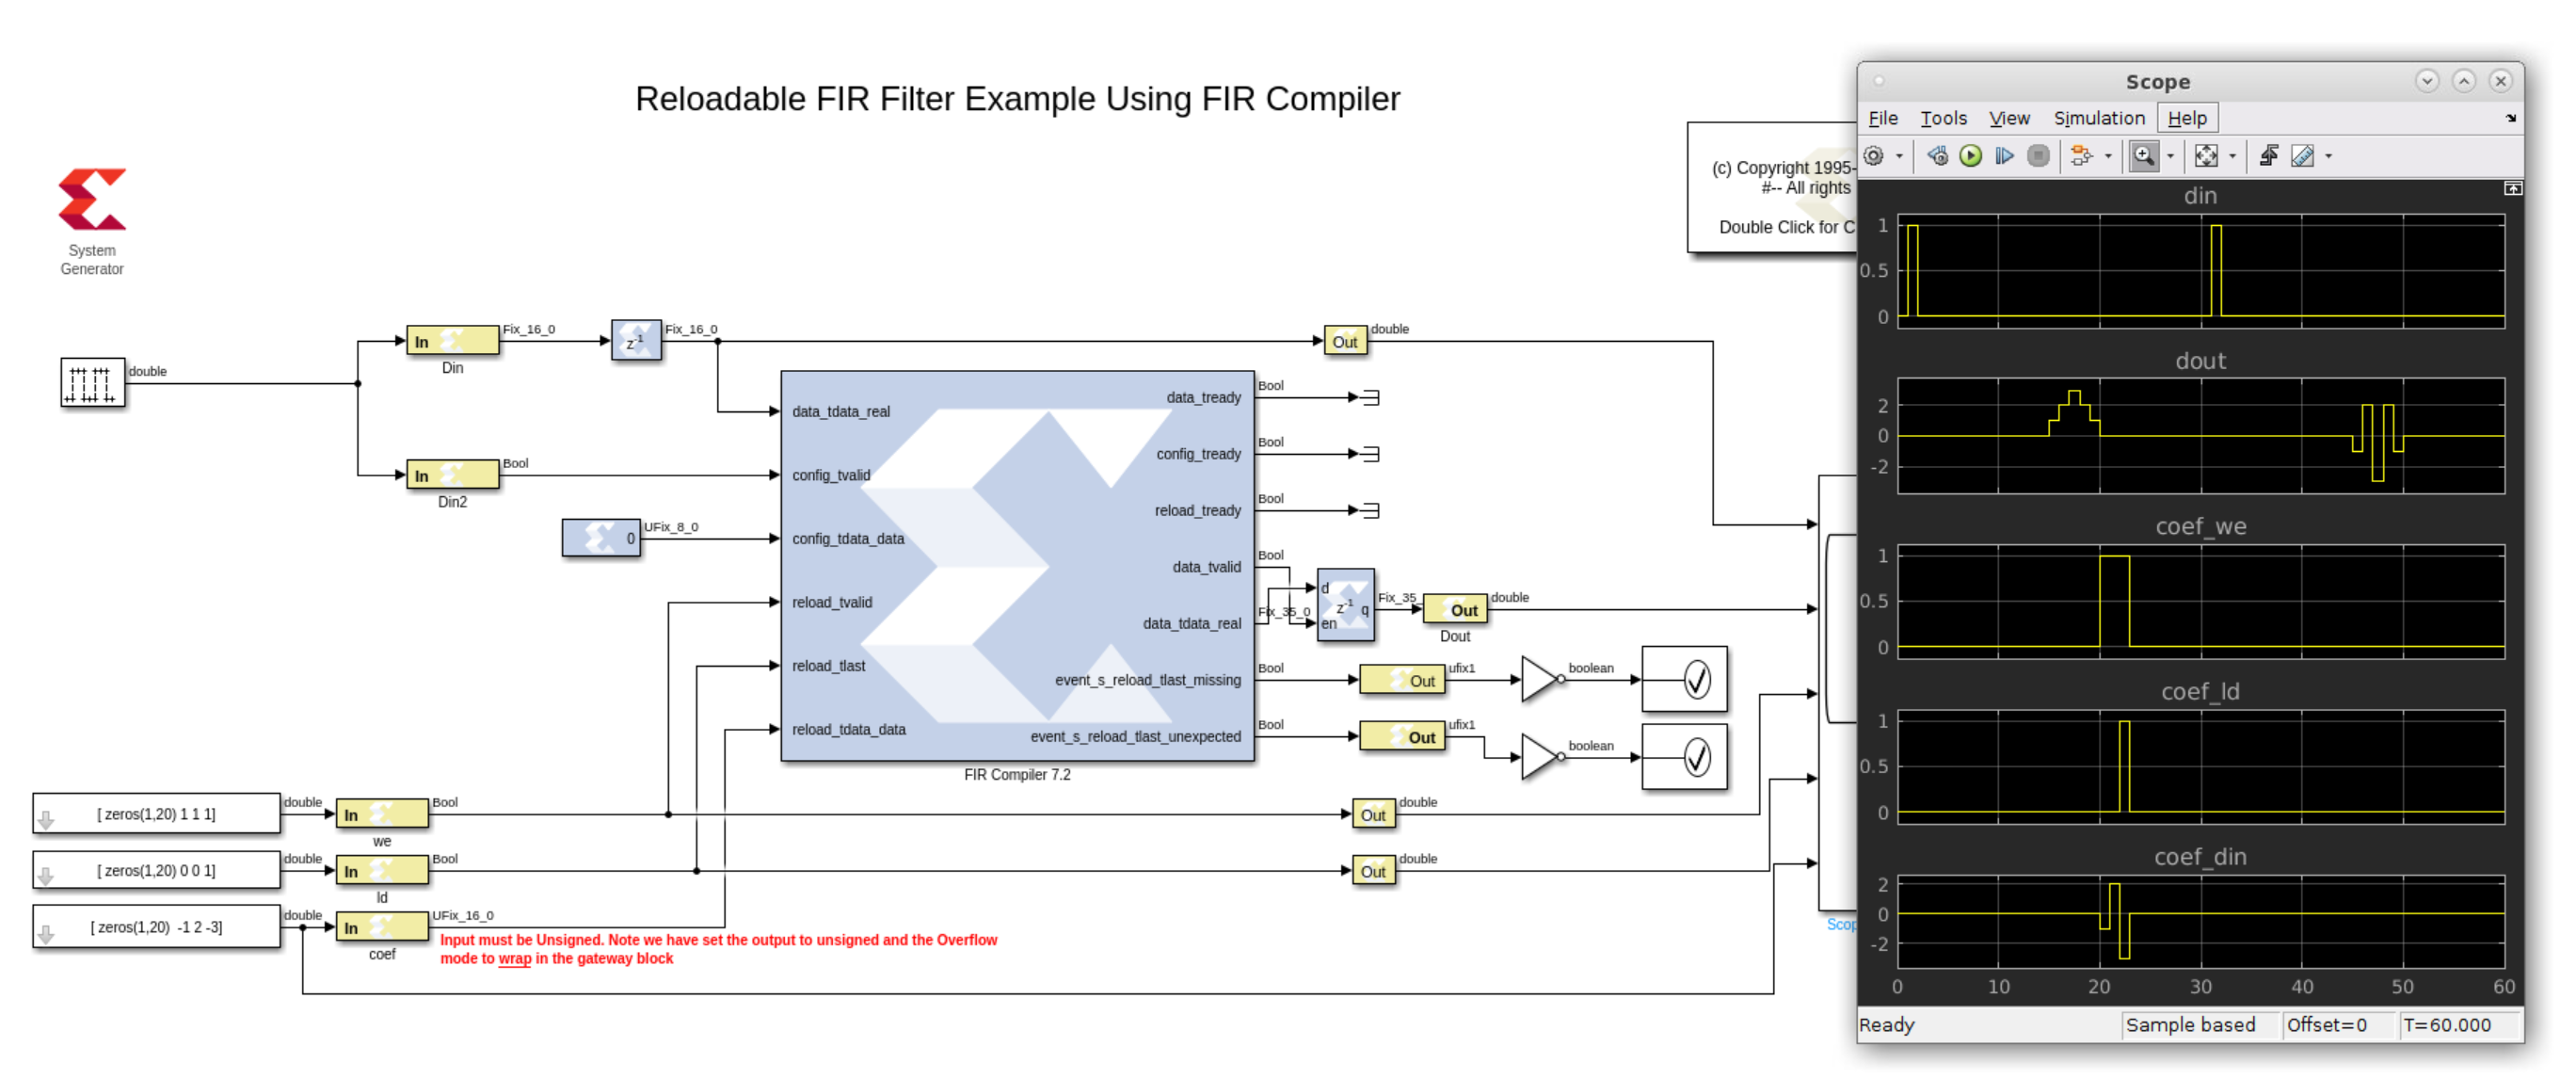 Reloadable FIR Filter Example Using FIR Compiler
System
Generator
(c) Copyright 1995-
#-- All rights
Double Click for C
double
In
Din
Fix_16_0
z-1
Fix_16_0
Out
double
In
Din2
Bool
0
UFix_8_0
data_tdata_real
config_tvalid
config_tdata_data
reload_tvalid
reload_tlast
reload_tdata_data
data_tready
config_tready
reload_tready
data_tvalid
data_tdata_real
event_s_reload_tlast_missing
event_s_reload_tlast_unexpected
FIR Compiler 7.2
Bool
Bool
Bool
Bool
Fix_35_0
Bool
Bool
d
z-1 q
en
Fix_35_
Out
Dout
double
Out
ufix1
boolean
Out
ufix1
boolean
[ zeros(1,20) 1 1 1]
double
In
we
Bool
Out
double
[ zeros(1,20) 0 0 1]
double
In
ld
Bool
Out
double
[ zeros(1,20) -1 2 -3]
double
In
coef
UFix_16_0
Input must be Unsigned. Note we have set the output to unsigned and the Overflow
mode to wrap in the gateway block
Scop
Scope
File Tools View Simulation Help
din
1
0.5
0
dout
2
0
-2
coef_we
1
0.5
0
coef_ld
1
0.5
0
coef_din
2
0
-2
0 10 20 30 40 50 60
Ready Sample based Offset=0 T=60.000